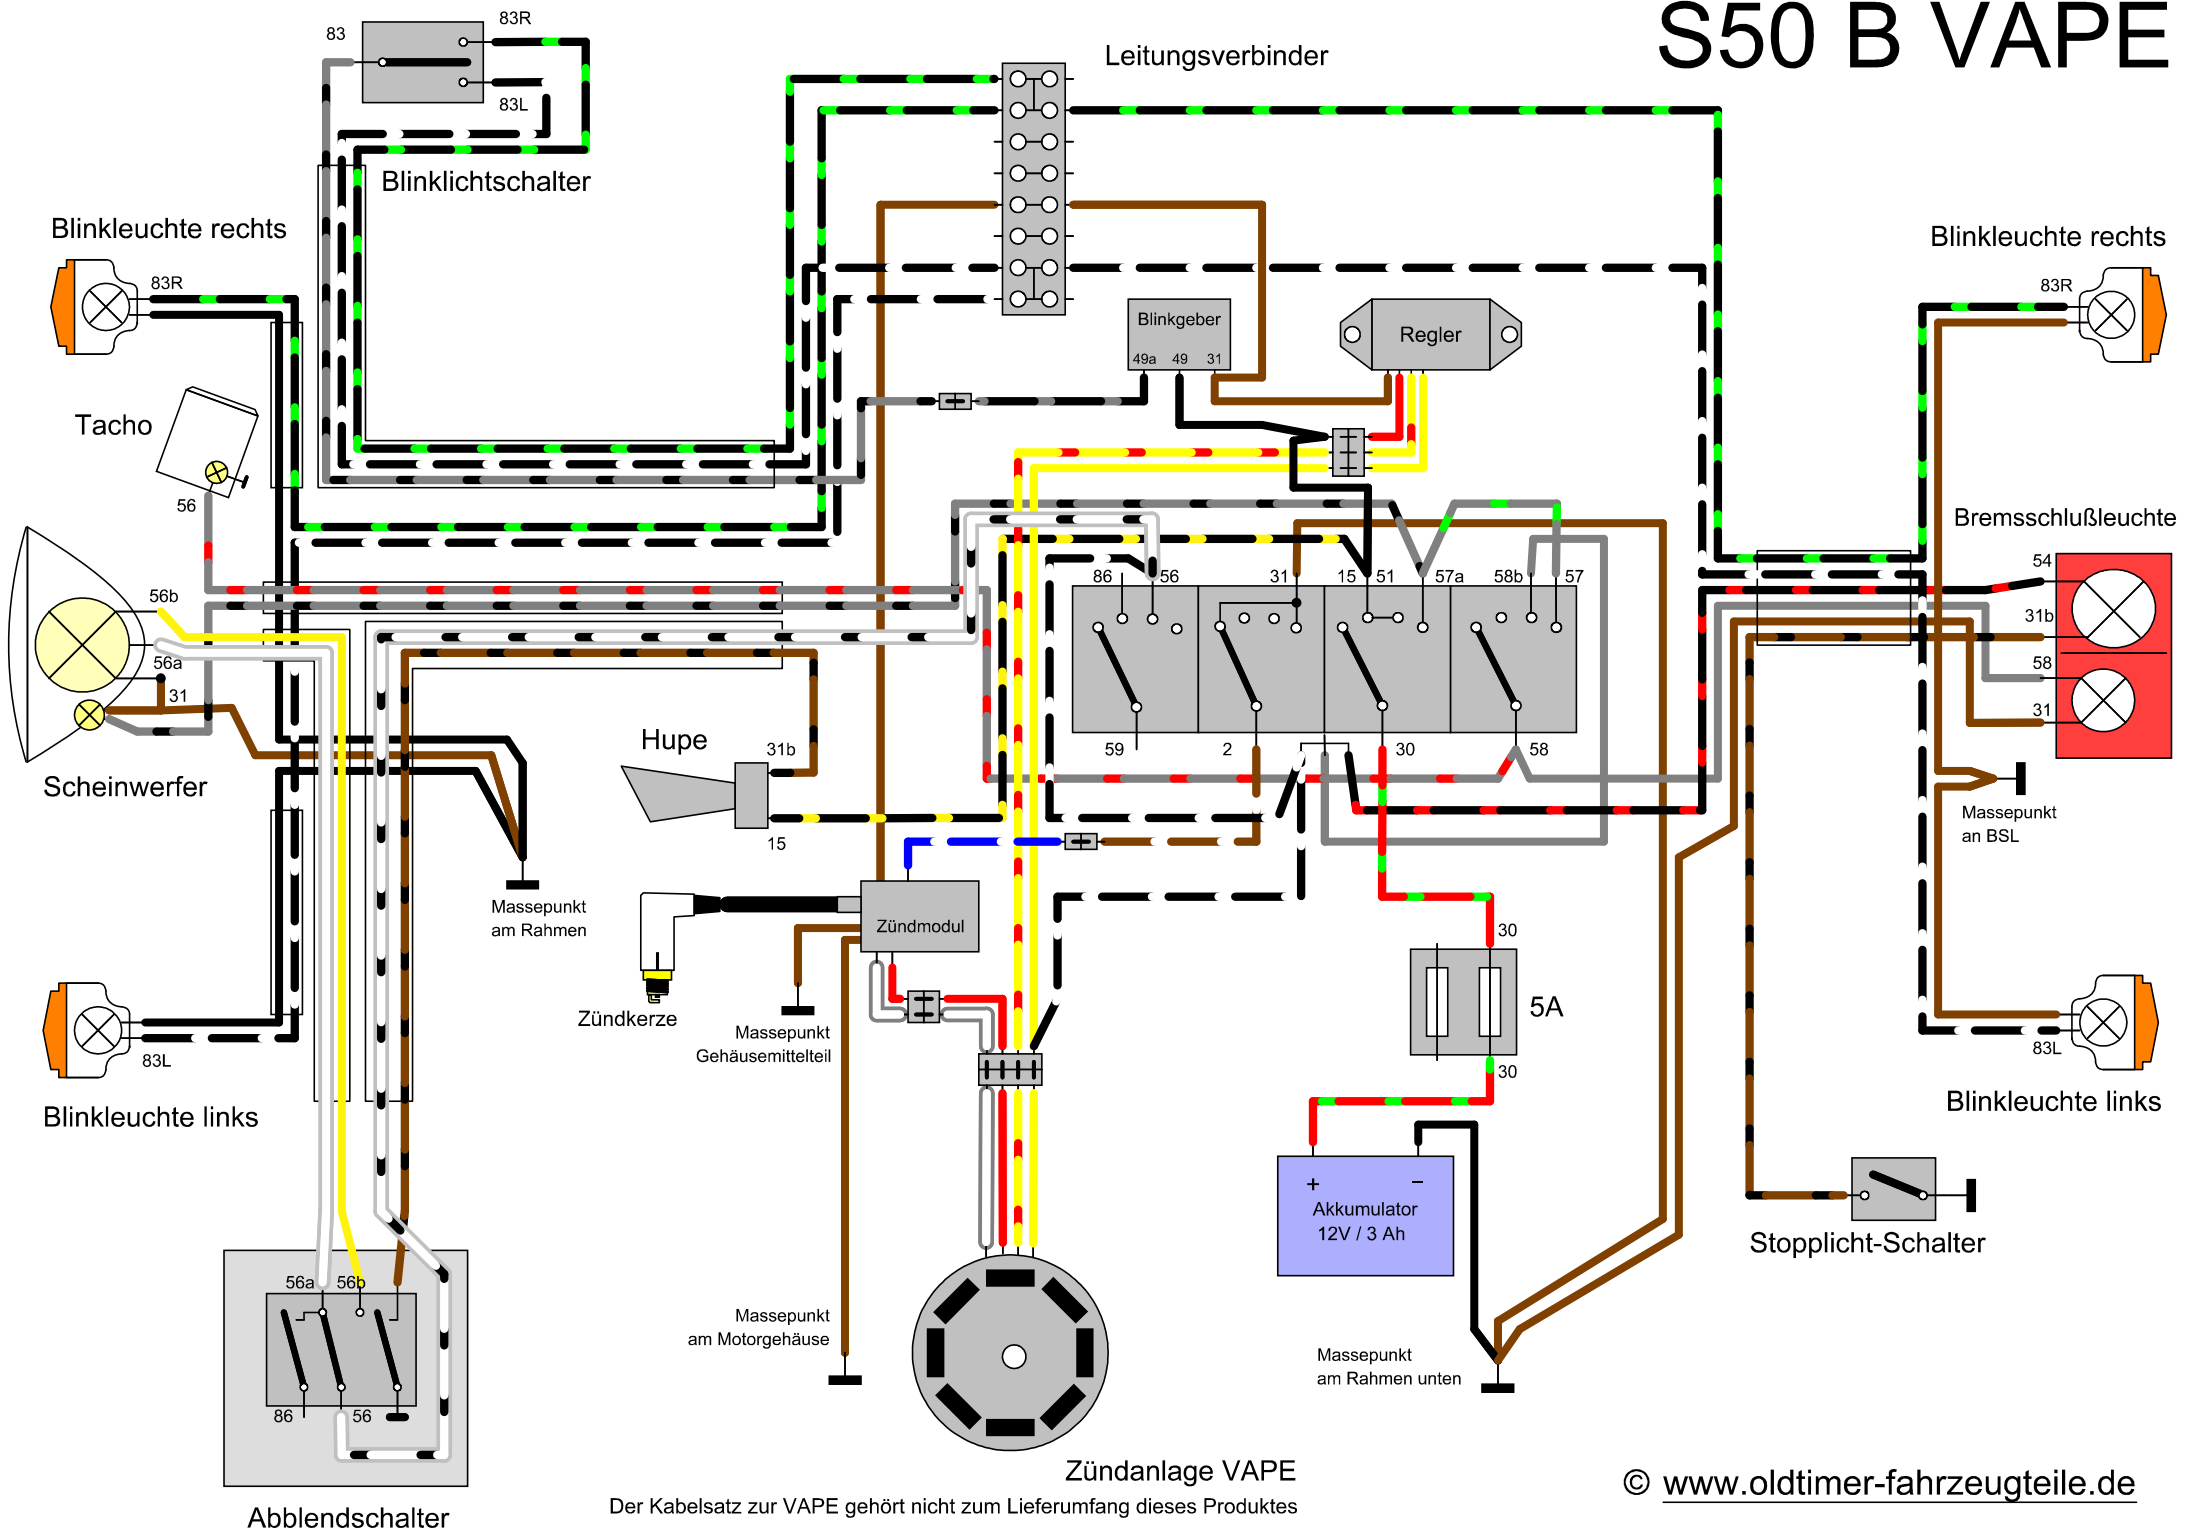 S50 B VAPE
83R
83
83L
Blinklichtschalter
Leitungsverbinder
Blinkleuchte rechts
83R
Blinkleuchte rechts
83R
Blinkgeber
49a
49
31
Regler
Tacho
56
56b
56a
31
Scheinwerfer
86
56
31
15
51
57a
58b
57
59
2
30
58
Bremsschlußleuchte
54
31b
58
31
Hupe
31b
15
Massepunkt
am Rahmen
Massepunkt
an BSL
Zündmodul
Zündkerze
Massepunkt
Gehäusemittelteil
30
5A
30
83L
Blinkleuchte links
83L
Blinkleuchte links
+
−
Akkumulator
12V / 3 Ah
Stopplicht-Schalter
56a
56b
86
56
Abblendschalter
Massepunkt
am Motorgehäuse
Massepunkt
am Rahmen unten
Zündanlage VAPE
Der Kabelsatz zur VAPE gehört nicht zum Lieferumfang dieses Produktes
© www.oldtimer-fahrzeugteile.de